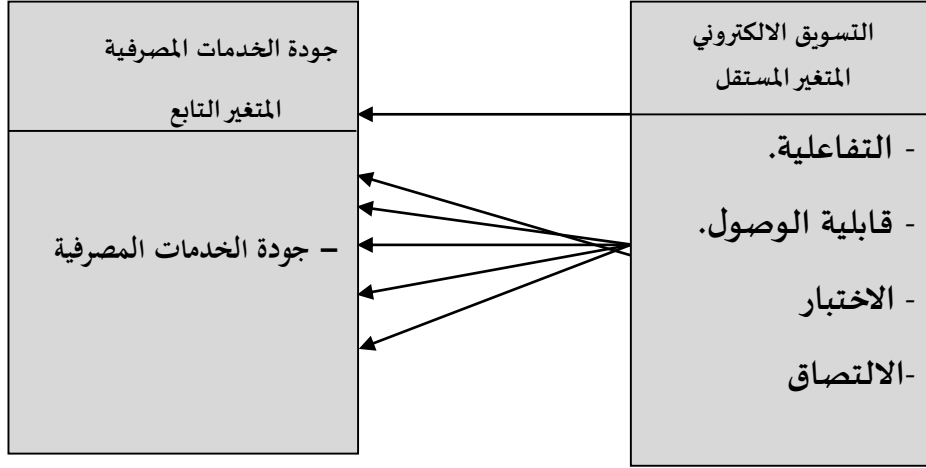 التسويق الالكتروني
المتغير المستقل
- التفاعلية.
- قابلية الوصول.
- الاختبار
-الالتصاق
جودة الخدمات المصرفية
المتغير التابع
– جودة الخدمات المصرفية